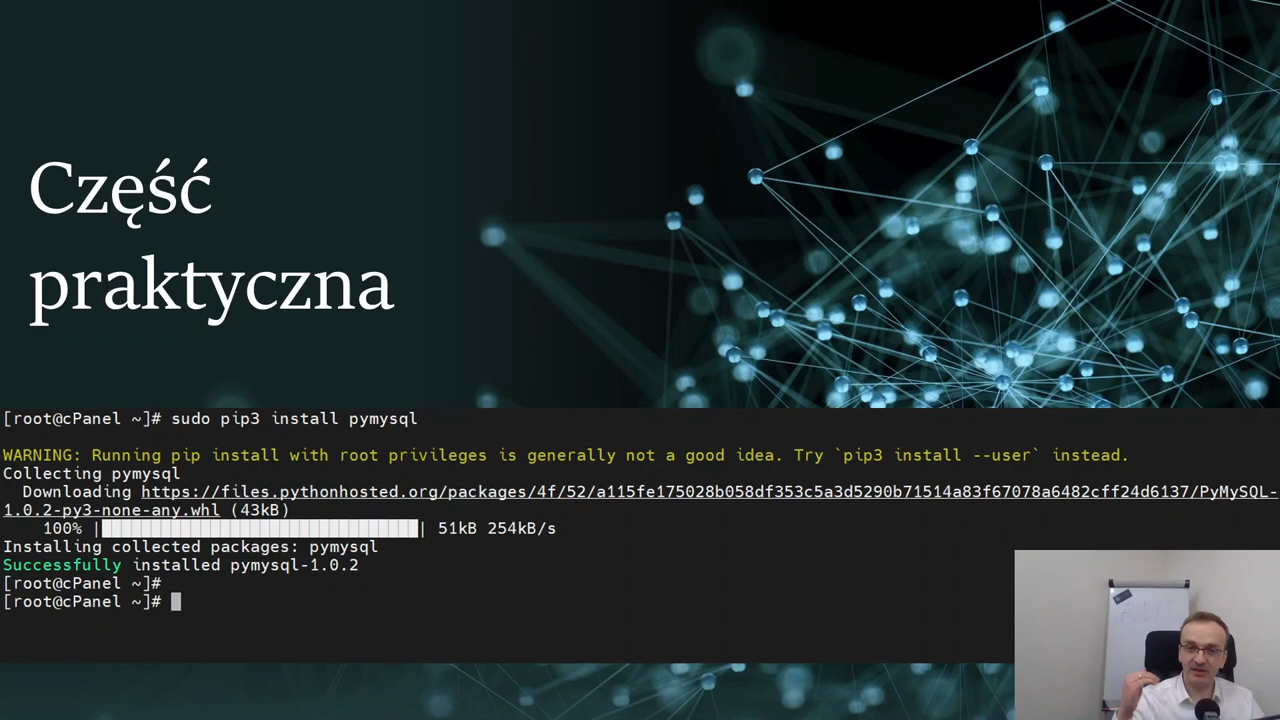 Część
praktyczna
[root@cPanel ~]# sudo pip3 install pymysql
WARNING: Running pip install with root privileges is generally not a good idea. Try `pip3 install --user` instead.
Collecting pymysql
Downloading https://files.pythonhosted.org/packages/4f/52/a115fe175028b058df353c5a3d5290b71514a83f67078a6482cff24d6137/PyMySQL-
1.0.2-py3-none-any.whl (43kB)
100% |████████████████████████████████| 51kB 254kB/s
Installing collected packages: pymysql
Successfully installed pymysql-1.0.2
[root@cPanel ~]#
[root@cPanel ~]#